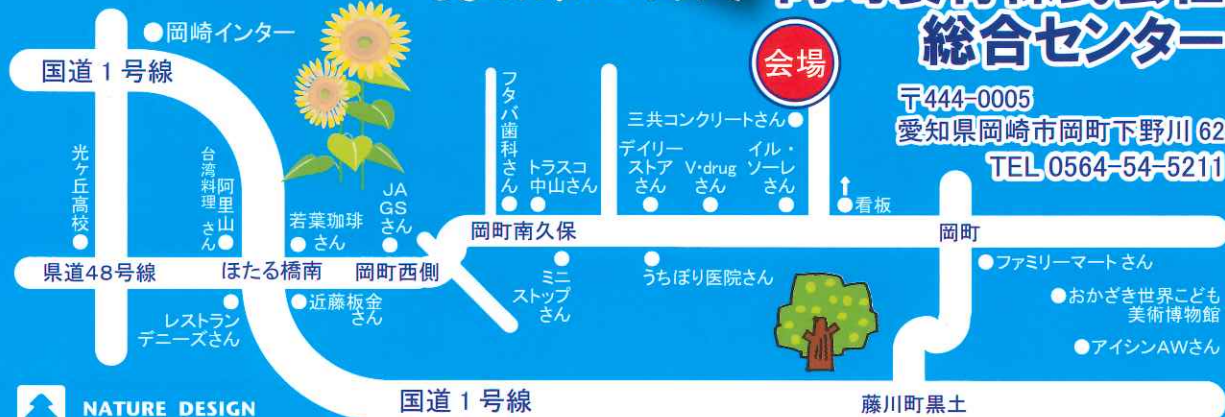 総合センター
〒444-0005
愛知県岡崎市岡町下野川 62
TEL 0564-54-5211
会場
岡崎インター
国道1号線
光ヶ丘高校
台湾料理
阿里山さん
若葉珈琲
さん
JA
GS
さん
フタバ歯科さん
トラスコ
中山さん
三共コンクリートさん
デイリー
ストア
さん
V・drug
さん
イル・
ソーレ
さん
看板
岡町南久保
岡町
県道48号線
ほたる橋南
岡町西側
レストラン
デニーズさん
近藤板金
さん
ミニ
ストップ
さん
うちぼり医院さん
ファミリーマートさん
おかざき世界こども
美術博物館
アイシンAWさん
国道1号線
藤川町黒土
NATURE DESIGN